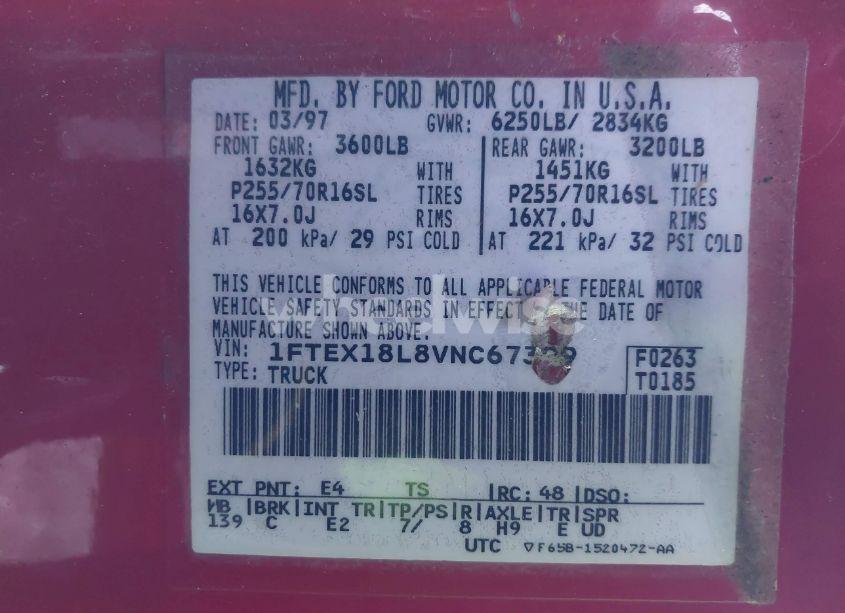 MFD. BY FORD MOTOR CO. IN U.S.A.
DATE: 03/97 GVWR: 6250LB/ 2834KG
FRONT GAWR: 3600LB REAR GAWR: 3200LB
1632KG WITH 1451KG WITH
P255/70R16SL TIRES P255/70R16SL TIRES
16X7.0J RIMS 16X7.0J RIMS
AT 200 kPa/ 29 PSI COLD AT 221 kPa/ 32 PSI COLD
THIS VEHICLE CONFORMS TO ALL APPLICABLE FEDERAL MOTOR
VEHICLE SAFETY STANDARDS IN EFFECT THE DATE OF
MANUFACTURE SHOWN ABOVE.
VIN: F0263
TYPE: TRUCK T0185
EXT PNT: E4 TS RC: 48 DSO:
WB BRK INT TR TP/PS R AXLE TR SPR
139 C E2 7/ 8 H9 E UD
UTC F65B-1520472-AA